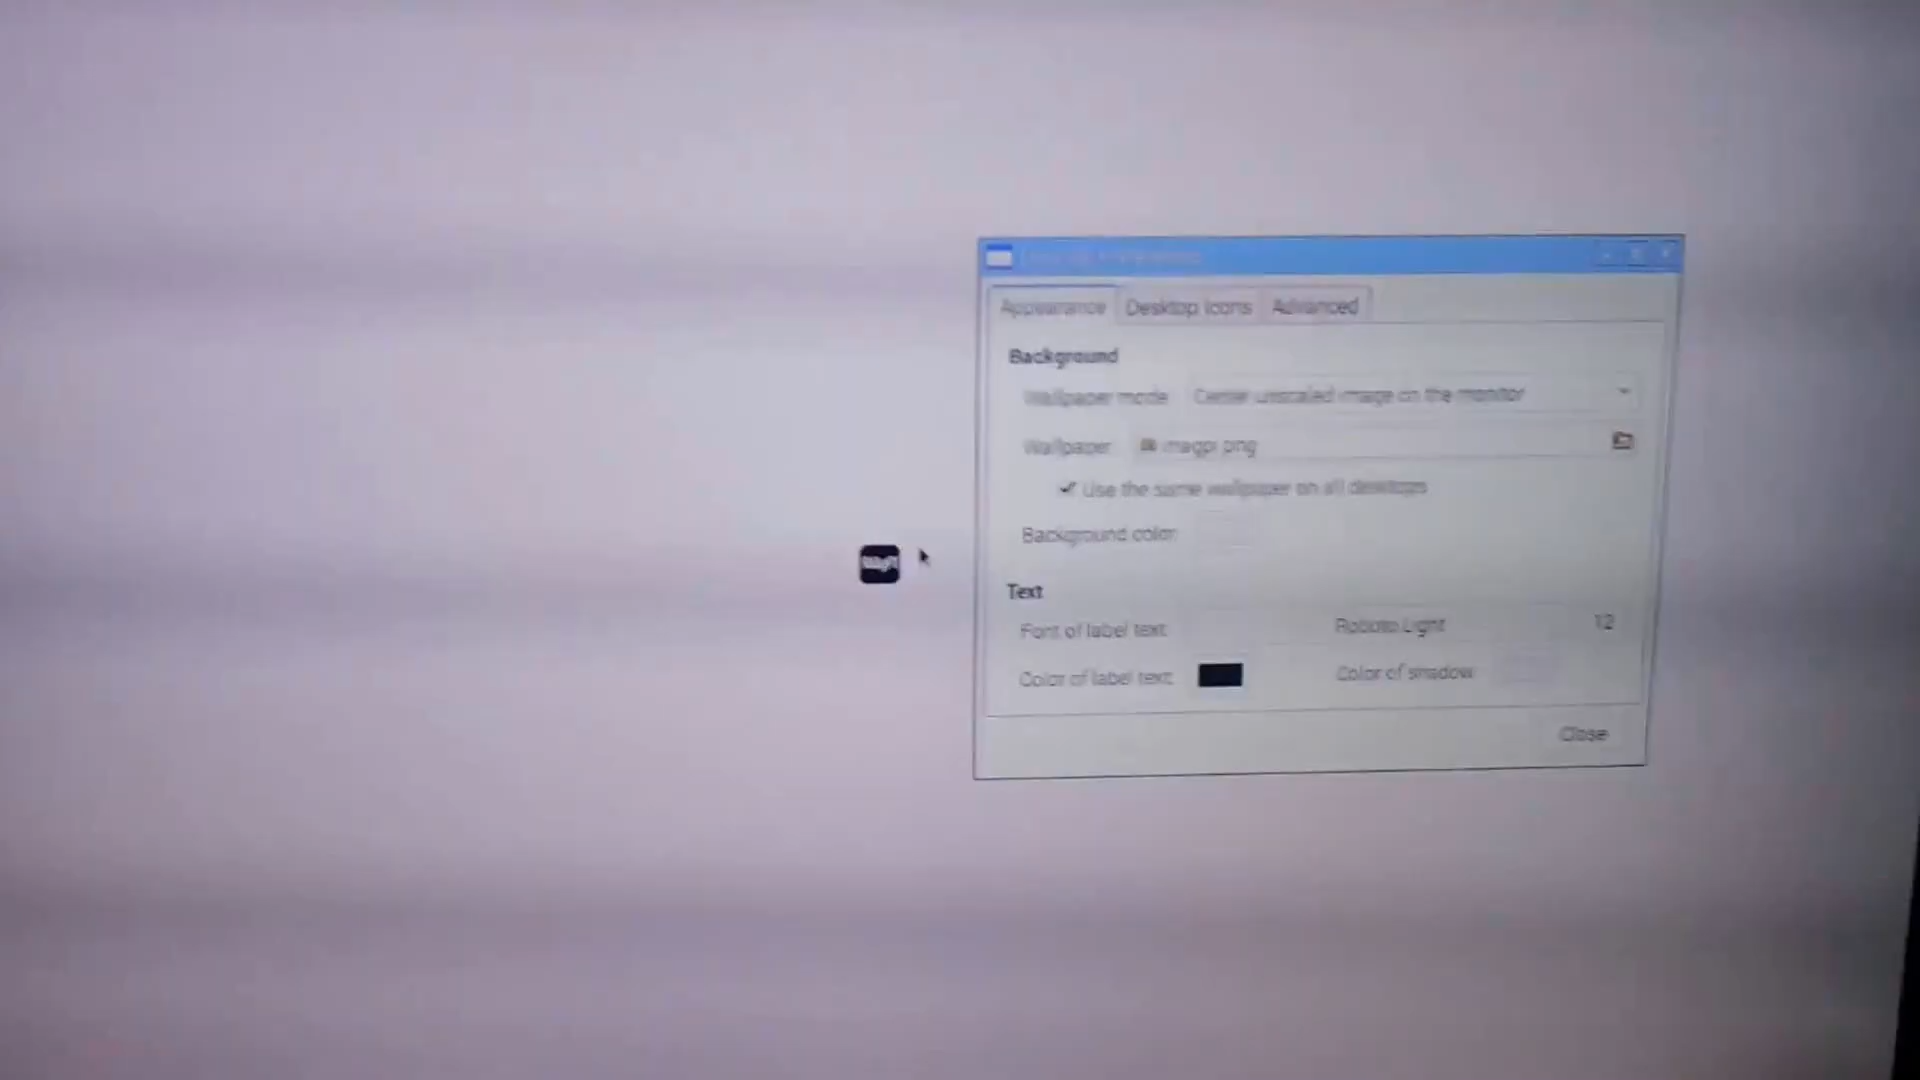 Desktop Preferences
Appearance Desktop Icons Advanced
Background
Wallpaper mode: Center unscaled image on the monitor
Wallpaper: magpi.png
Use the same wallpaper on all desktops
Background color:
Text
Font of label text: Roboto Light 12
Color of label text: Color of shadow:
Close